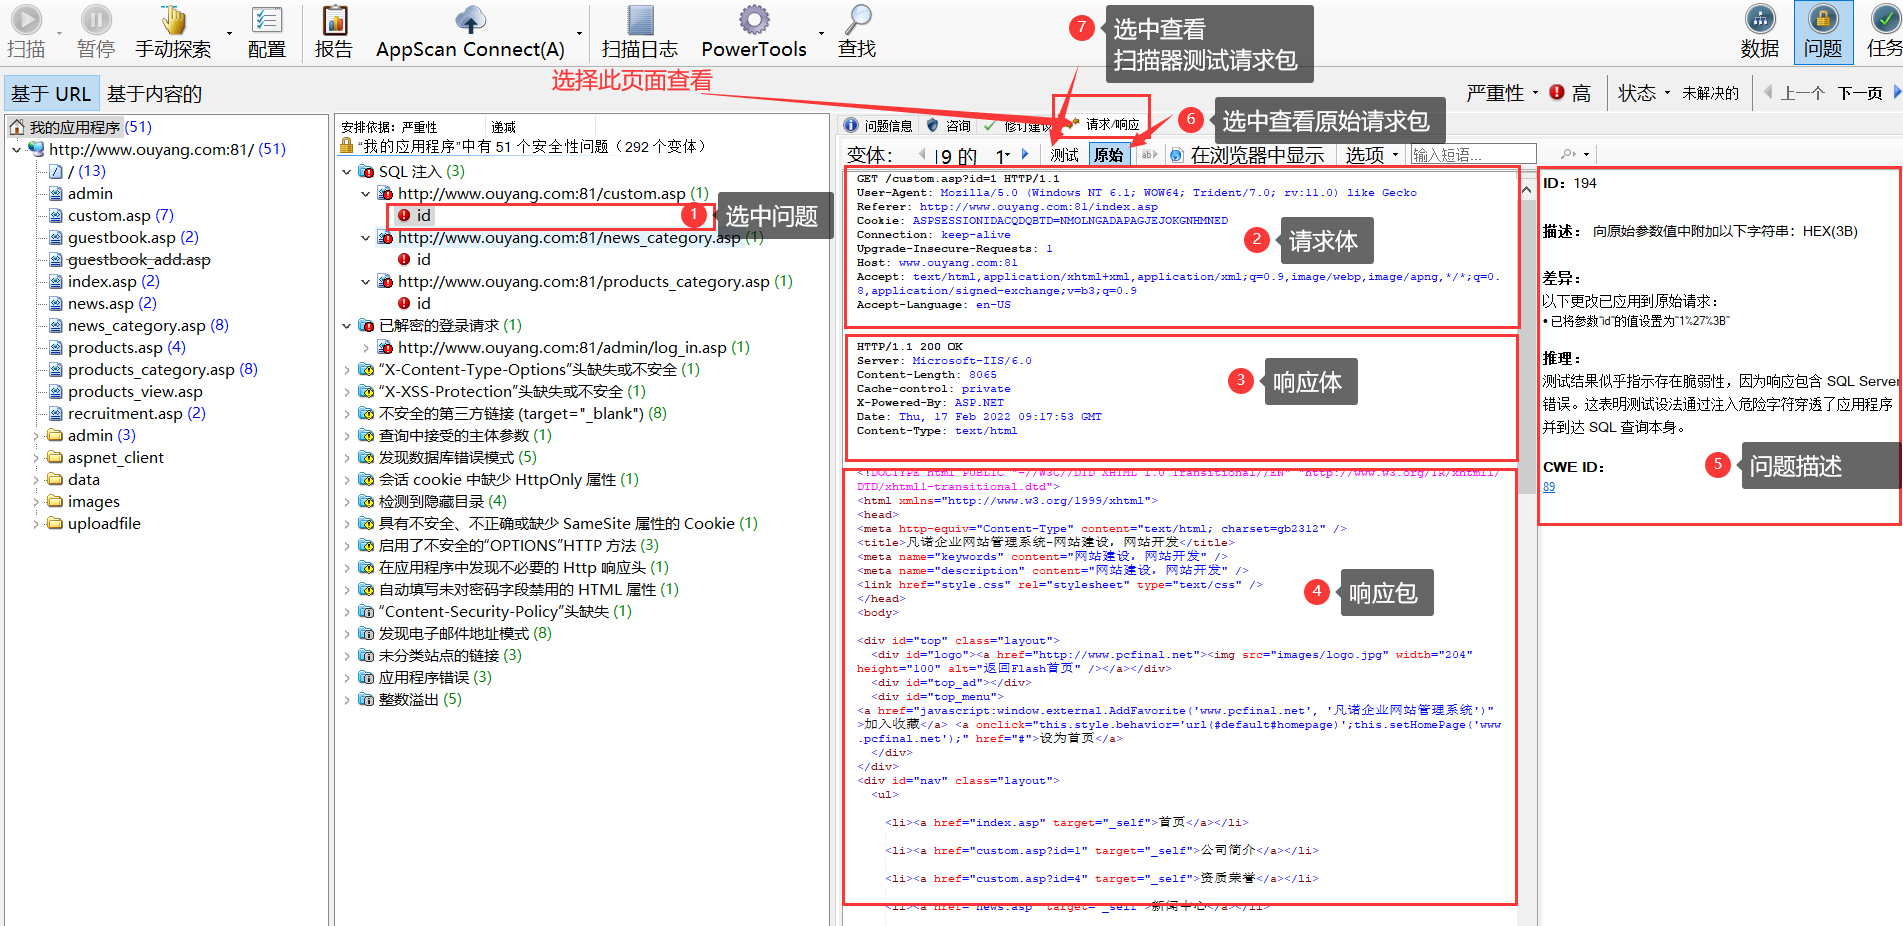 扫描
暂停
手动探索
配置
报告
AppScan Connect(A)
扫描日志
PowerTools
查找
数据
问题
任务
7
选中查看
扫描器测试请求包
选择此页面查看
基于 URL
基于内容的
严重性
高
状态
未解决的
上一个
下一页
我的应用程序 (51)
http://www.ouyang.com:81/ (51)
/ (13)
admin
custom.asp (7)
guestbook.asp (2)
guestbook_add.asp
index.asp (2)
news.asp (2)
news_category.asp (8)
products.asp (4)
products_category.asp (8)
products_view.asp
recruitment.asp (2)
admin (3)
aspnet_client
data
images
uploadfile
安排依据：严重性
递减
“我的应用程序”中有 51 个安全性问题（292 个变体）
SQL 注入 (3)
http://www.ouyang.com:81/custom.asp (1)
id
1
选中问题
http://www.ouyang.com:81/news_category.asp (1)
id
http://www.ouyang.com:81/products_category.asp (1)
id
已解密的登录请求 (1)
http://www.ouyang.com:81/admin/log_in.asp (1)
“X-Content-Type-Options”头缺失或不安全 (1)
“X-XSS-Protection”头缺失或不安全 (1)
不安全的第三方链接 (target="_blank") (8)
查询中接受的主体参数 (1)
发现数据库错误模式 (5)
会话 cookie 中缺少 HttpOnly 属性 (1)
检测到隐藏目录 (4)
具有不安全、不正确或缺少 SameSite 属性的 Cookie (1)
启用了不安全的“OPTIONS”HTTP 方法 (3)
在应用程序中发现不必要的 Http 响应头 (1)
自动填写未对密码字段禁用的 HTML 属性 (1)
“Content-Security-Policy”头缺失 (1)
发现电子邮件地址模式 (8)
未分类站点的链接 (3)
应用程序错误 (3)
整数溢出 (5)
问题信息
咨询
修订建议
请求/响应
6
选中查看原始请求包
变体：
19 的
1
测试
原始
ab
在浏览器中显示
选项
输入短语...
GET /custom.asp?id=1 HTTP/1.1
User-Agent: Mozilla/5.0 (Windows NT 6.1; WOW64; Trident/7.0; rv:11.0) like Gecko
Referer: http://www.ouyang.com:81/index.asp
Cookie: ASPSESSIONIDACQDQBTD=NMOLNGADAPAGJEJOKGNHMNED
Connection: keep-alive
Upgrade-Insecure-Requests: 1
Host: www.ouyang.com:81
Accept: text/html,application/xhtml+xml,application/xml;q=0.9,image/webp,image/apng,*/*;q=0.
8,application/signed-exchange;v=b3;q=0.9
Accept-Language: en-US
2
请求体
HTTP/1.1 200 OK
Server: Microsoft-IIS/6.0
Content-Length: 8065
Cache-control: private
X-Powered-By: ASP.NET
Date: Thu, 17 Feb 2022 09:17:53 GMT
Content-Type: text/html
3
响应体
<!DOCTYPE html PUBLIC "-//W3C//DTD XHTML 1.0 Transitional//EN" "http://www.w3.org/TR/xhtml1/
DTD/xhtml1-transitional.dtd">
<html xmlns="http://www.w3.org/1999/xhtml">
<head>
<meta http-equiv="Content-Type" content="text/html; charset=gb2312" />
<title>凡诺企业网站管理系统-网站建设，网站开发</title>
<meta name="keywords" content="网站建设，网站开发" />
<meta name="description" content="网站建设，网站开发" />
<link href="style.css" rel="stylesheet" type="text/css" />
</head>
<body>
4
响应包
<div id="top" class="layout">
<div id="logo"><a href="http://www.pcfinal.net"><img src="images/logo.jpg" width="204"
height="100" alt="返回Flash首页" /></a></div>
<div id="top_ad"></div>
<div id="top_menu">
<a href="javascript:window.external.AddFavorite('www.pcfinal.net', '凡诺企业网站管理系统')"
>加入收藏</a> <a onclick="this.style.behavior='url(#default#homepage)';this.setHomePage('www
.pcfinal.net');" href="#">设为首页</a>
</div>
</div>
<div id="nav" class="layout">
<ul>
<li><a href="index.asp" target="_self">首页</a></li>
<li><a href="custom.asp?id=1" target="_self">公司简介</a></li>
<li><a href="custom.asp?id=4" target="_self">资质荣誉</a></li>
<li><a href="news.asp" target="_self">新闻中心</a></li>
ID：194
描述： 向原始参数值中附加以下字符串：HEX(3B)
差异：
以下更改已应用到原始请求：
• 已将参数“id”的值设置为“1%27%3B”
推理：
测试结果似乎指示存在脆弱性，因为响应包含 SQL Server
错误。这表明测试设法通过注入危险字符穿透了应用程序
并到达 SQL 查询本身。
CWE ID：
89
5
问题描述